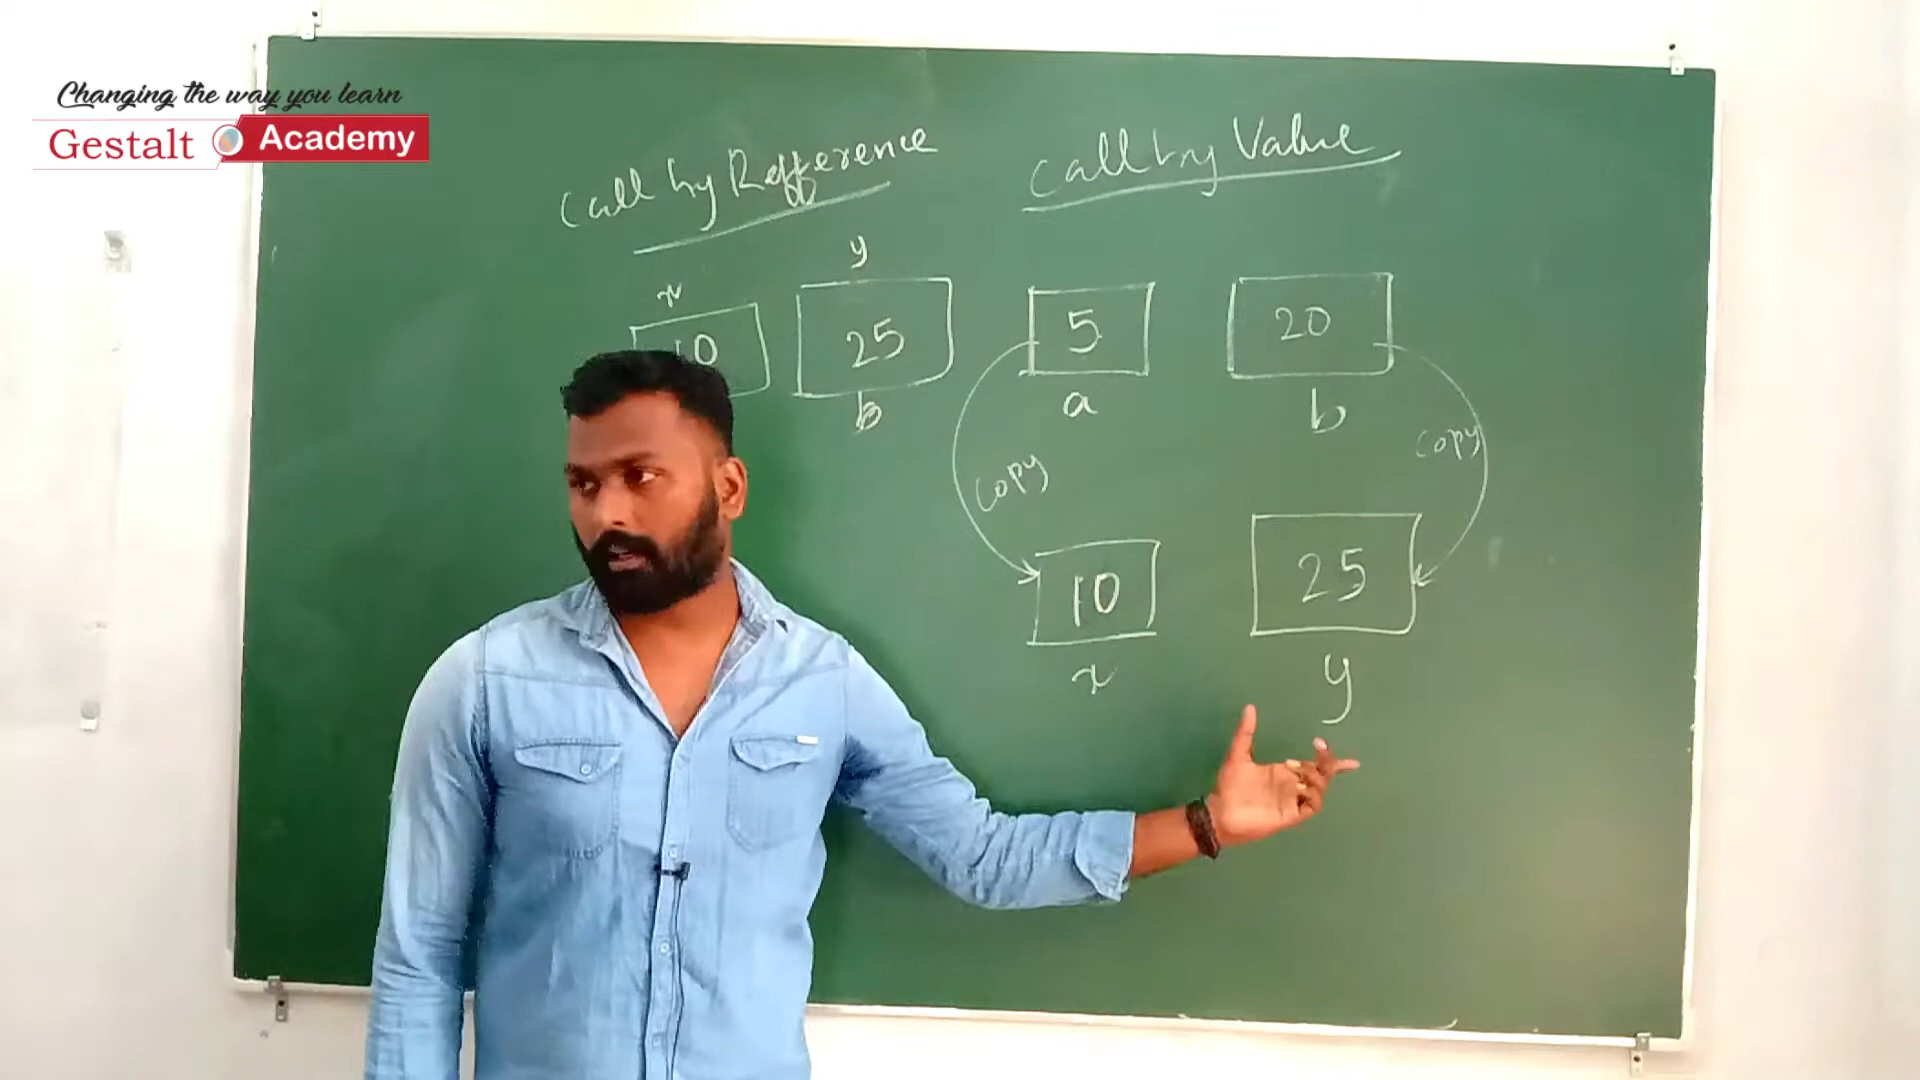 Changing the way you learn
Gestalt Academy
Call by Refference
x
y
10
25
b
Call by Value
5
20
a
b
Copy
Copy
10
25
x
y